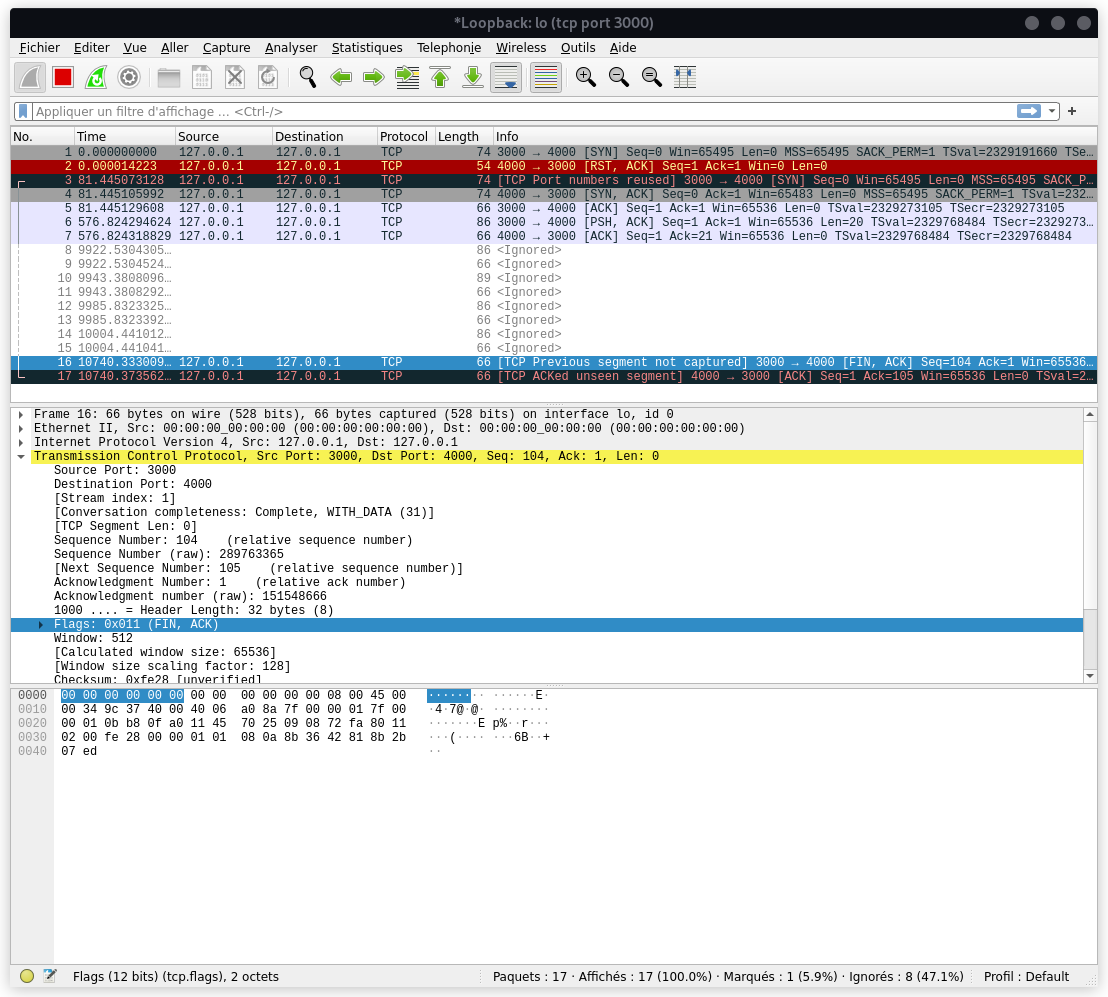 *Loopback: lo (tcp port 3000)
Fichier Editer Vue Aller Capture Analyser Statistiques Telephonie Wireless Outils Aide
Appliquer un filtre d'affichage … <Ctrl-/>
No. Time Source Destination Protocol Length Info
1 0.000000000 127.0.0.1 127.0.0.1 TCP 74 3000 → 4000 [SYN] Seq=0 Win=65495 Len=0 MSS=65495 SACK_PERM=1 TSval=2329191660 TSe…
2 0.000014223 127.0.0.1 127.0.0.1 TCP 54 4000 → 3000 [RST, ACK] Seq=1 Ack=1 Win=0 Len=0
3 81.445073128 127.0.0.1 127.0.0.1 TCP 74 [TCP Port numbers reused] 3000 → 4000 [SYN] Seq=0 Win=65495 Len=0 MSS=65495 SACK_P…
4 81.445105992 127.0.0.1 127.0.0.1 TCP 74 4000 → 3000 [SYN, ACK] Seq=0 Ack=1 Win=65483 Len=0 MSS=65495 SACK_PERM=1 TSval=232…
5 81.445129608 127.0.0.1 127.0.0.1 TCP 66 3000 → 4000 [ACK] Seq=1 Ack=1 Win=65536 Len=0 TSval=2329273105 TSecr=2329273105
6 576.824294624 127.0.0.1 127.0.0.1 TCP 86 3000 → 4000 [PSH, ACK] Seq=1 Ack=1 Win=65536 Len=20 TSval=2329768484 TSecr=2329273…
7 576.824318829 127.0.0.1 127.0.0.1 TCP 66 4000 → 3000 [ACK] Seq=1 Ack=21 Win=65536 Len=0 TSval=2329768484 TSecr=2329768484
8 9922.5304305… 86 <Ignored>
9 9922.5304524… 66 <Ignored>
10 9943.3808096… 89 <Ignored>
11 9943.3808292… 66 <Ignored>
12 9985.8323325… 86 <Ignored>
13 9985.8323392… 66 <Ignored>
14 10004.441012… 86 <Ignored>
15 10004.441041… 66 <Ignored>
16 10740.333009… 127.0.0.1 127.0.0.1 TCP 66 [TCP Previous segment not captured] 3000 → 4000 [FIN, ACK] Seq=104 Ack=1 Win=65536…
17 10740.373562… 127.0.0.1 127.0.0.1 TCP 66 [TCP ACKed unseen segment] 4000 → 3000 [ACK] Seq=1 Ack=105 Win=65536 Len=0 TSval=2…
Frame 16: 66 bytes on wire (528 bits), 66 bytes captured (528 bits) on interface lo, id 0
Ethernet II, Src: 00:00:00_00:00:00 (00:00:00:00:00:00), Dst: 00:00:00_00:00:00 (00:00:00:00:00:00)
Internet Protocol Version 4, Src: 127.0.0.1, Dst: 127.0.0.1
Transmission Control Protocol, Src Port: 3000, Dst Port: 4000, Seq: 104, Ack: 1, Len: 0
Source Port: 3000
Destination Port: 4000
[Stream index: 1]
[Conversation completeness: Complete, WITH_DATA (31)]
[TCP Segment Len: 0]
Sequence Number: 104    (relative sequence number)
Sequence Number (raw): 289763365
[Next Sequence Number: 105    (relative sequence number)]
Acknowledgment Number: 1    (relative ack number)
Acknowledgment number (raw): 151548666
1000 .... = Header Length: 32 bytes (8)
Flags: 0x011 (FIN, ACK)
Window: 512
[Calculated window size: 65536]
[Window size scaling factor: 128]
Checksum: 0xfe28 [unverified]
0000 00 00 00 00 00 00 00 00 00 00 00 00 08 00 45 00 ········ ······E·
0010 00 34 9c 37 40 00 40 06 a0 8a 7f 00 00 01 7f 00 ·4·7@·@· ········
0020 00 01 0b b8 0f a0 11 45 70 25 09 08 72 fa 80 11 ·······E p%··r···
0030 02 00 fe 28 00 00 01 01 08 0a 8b 36 42 81 8b 2b ···(···· ···6B··+
0040 07 ed ··
Flags (12 bits) (tcp.flags), 2 octets Paquets : 17 · Affichés : 17 (100.0%) · Marqués : 1 (5.9%) · Ignorés : 8 (47.1%) Profil : Default